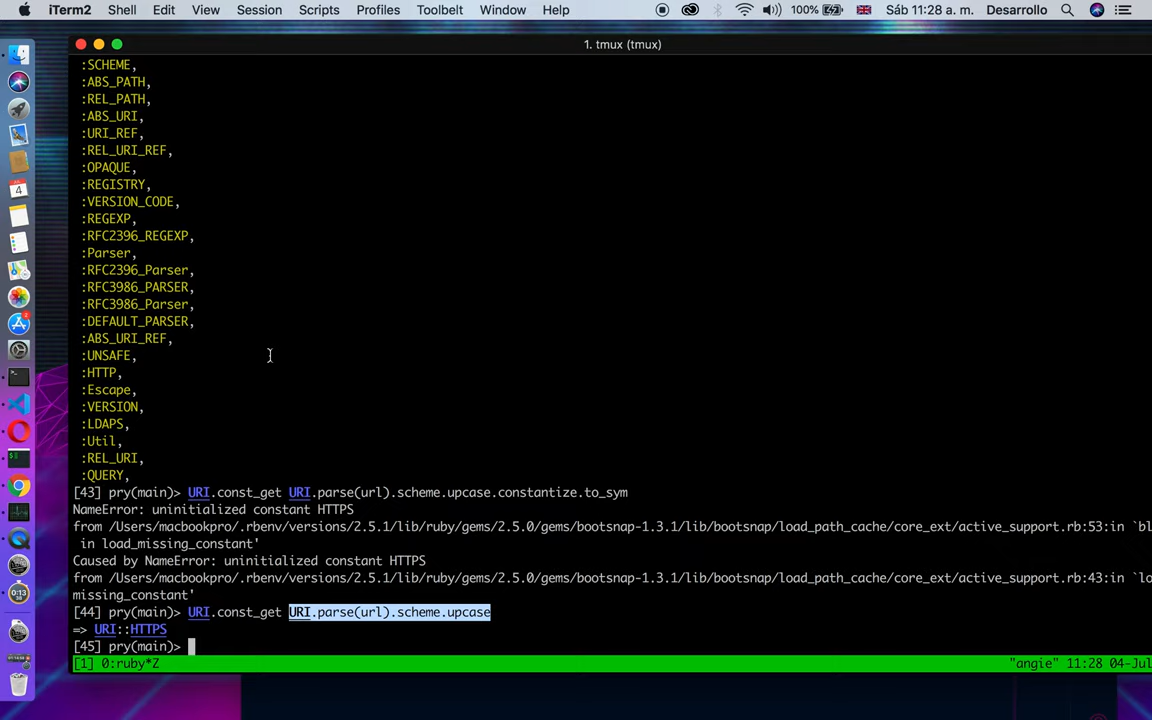 iTerm2 Shell Edit View Session Scripts Profiles Toolbelt Window Help 100% Sáb 11:28 a. m. Desarrollo
1. tmux (tmux)
:SCHEME,
:ABS_PATH,
:REL_PATH,
:ABS_URI,
:URI_REF,
:REL_URI_REF,
:OPAQUE,
:REGISTRY,
:VERSION_CODE,
:REGEXP,
:RFC2396_REGEXP,
:Parser,
:RFC2396_Parser,
:RFC3986_PARSER,
:RFC3986_Parser,
:DEFAULT_PARSER,
:ABS_URI_REF,
:UNSAFE,
:HTTP,
:Escape,
:VERSION,
:LDAPS,
:Util,
:REL_URI,
:QUERY,
[43] pry(main)> URI.const_get URI.parse(url).scheme.upcase.constantize.to_sym
NameError: uninitialized constant HTTPS
from /Users/macbookpro/.rbenv/versions/2.5.1/lib/ruby/gems/2.5.0/gems/bootsnap-1.3.1/lib/bootsnap/load_path_cache/core_ext/active_support.rb:53:in `bl
in load_missing_constant'
Caused by NameError: uninitialized constant HTTPS
from /Users/macbookpro/.rbenv/versions/2.5.1/lib/ruby/gems/2.5.0/gems/bootsnap-1.3.1/lib/bootsnap/load_path_cache/core_ext/active_support.rb:43:in `lo
missing_constant'
[44] pry(main)> URI.const_get URI.parse(url).scheme.upcase
=> URI::HTTPS
[45] pry(main)>
[1] 0:ruby*Z "angie" 11:28 04-Jul
4
0:13